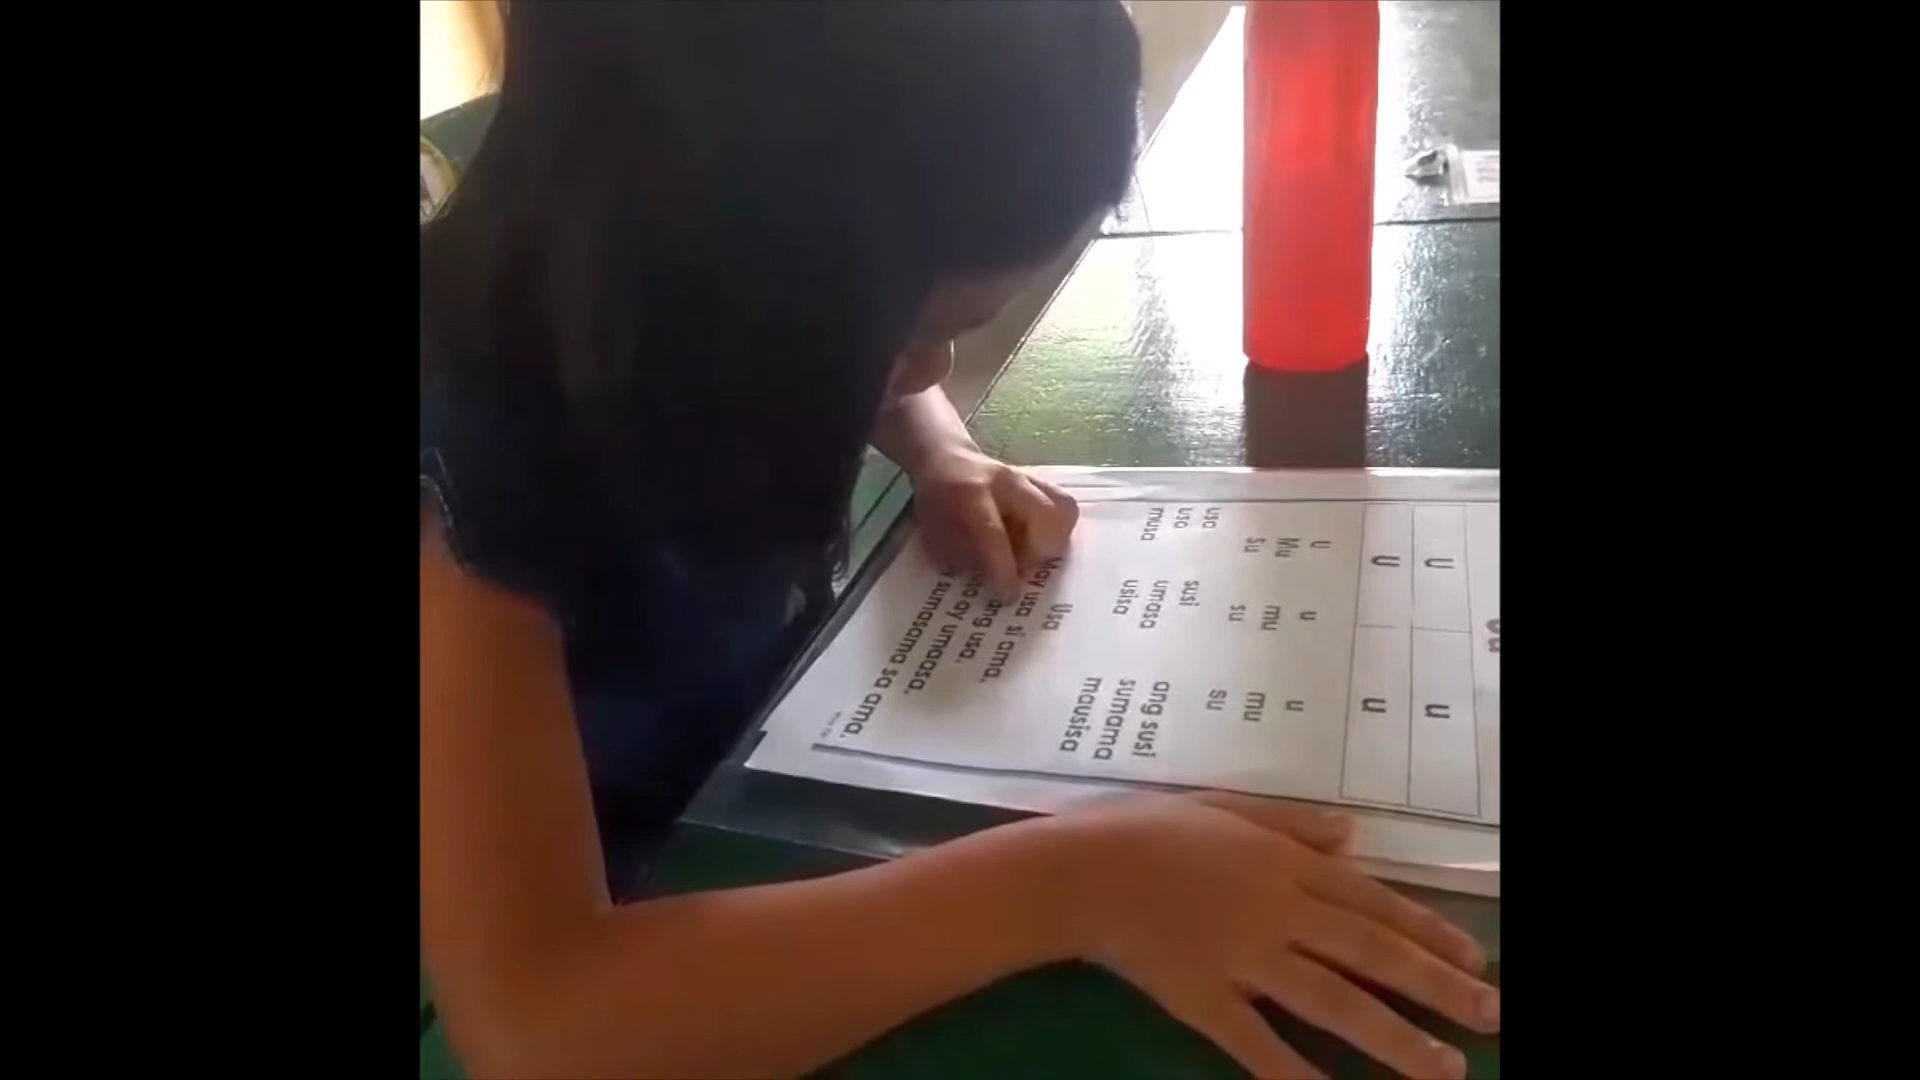 U u
U u
U u u
Mu mu mu
Su su su
usa susi ang susi
uso umasa sumama
musa usisa mausisa
Usa
May usa si ama.
ang usa.
ay umaasa.
sumasama sa ama.